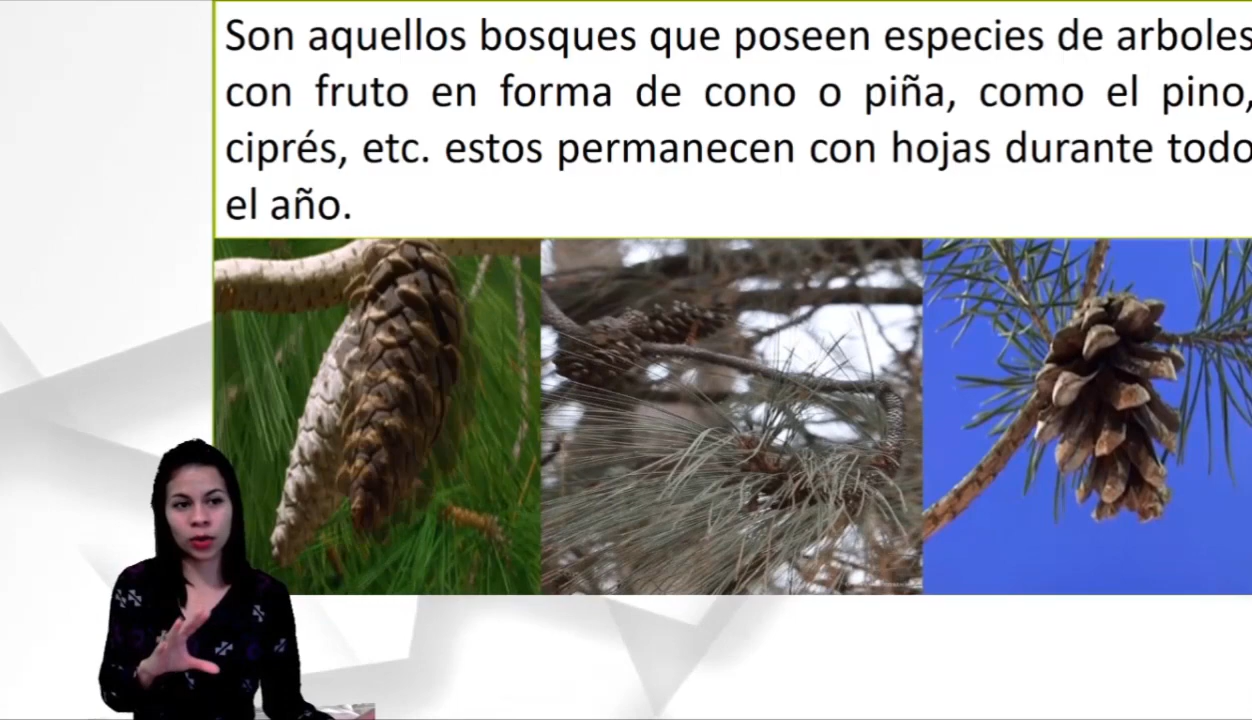 Son aquellos bosques que poseen especies de arboles
con fruto en forma de cono o piña, como el pino,
ciprés, etc. estos permanecen con hojas durante todo
el año.